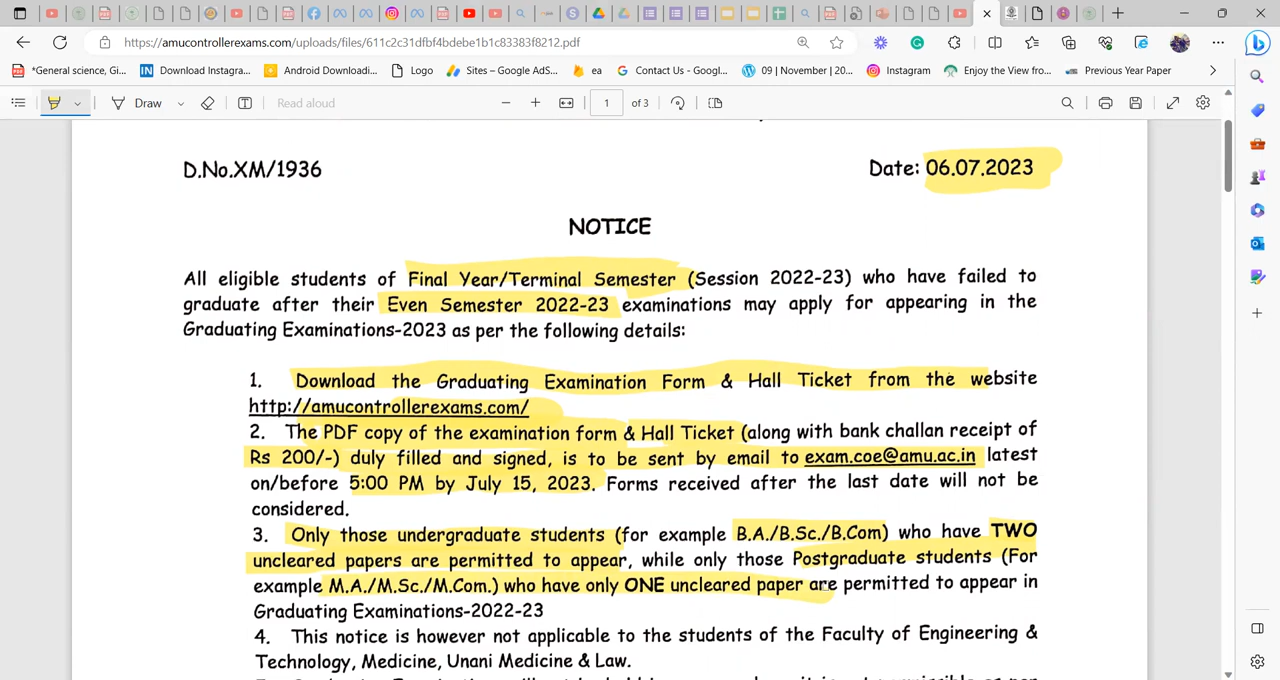 https://amucontrollerexams.com/uploads/files/611c2c31dfbf4bdebe1b1c83383f8212.pdf
*General science, Gi...
Download Instagra...
Android Downloadi...
Logo
Sites – Google AdS...
ea
Contact Us - Googl...
09 | November | 20...
Instagram
Enjoy the View fro...
Previous Year Paper
Draw
Read aloud
1
of 3
D.No.XM/1936
Date: 06.07.2023
NOTICE
All eligible students of Final Year/Terminal Semester (Session 2022-23) who have failed to
graduate after their Even Semester 2022-23 examinations may apply for appearing in the
Graduating Examinations-2023 as per the following details:
1. Download the Graduating Examination Form & Hall Ticket from the website
http://amucontrollerexams.com/
2. The PDF copy of the examination form & Hall Ticket (along with bank challan receipt of
Rs 200/-) duly filled and signed, is to be sent by email to exam.coe@amu.ac.in latest
on/before 5:00 PM by July 15, 2023. Forms received after the last date will not be
considered.
3. Only those undergraduate students (for example B.A./B.Sc./B.Com) who have TWO
uncleared papers are permitted to appear, while only those Postgraduate students (For
example M.A./M.Sc./M.Com.) who have only ONE uncleared paper are permitted to appear in
Graduating Examinations-2022-23
4. This notice is however not applicable to the students of the Faculty of Engineering &
Technology, Medicine, Unani Medicine & Law.